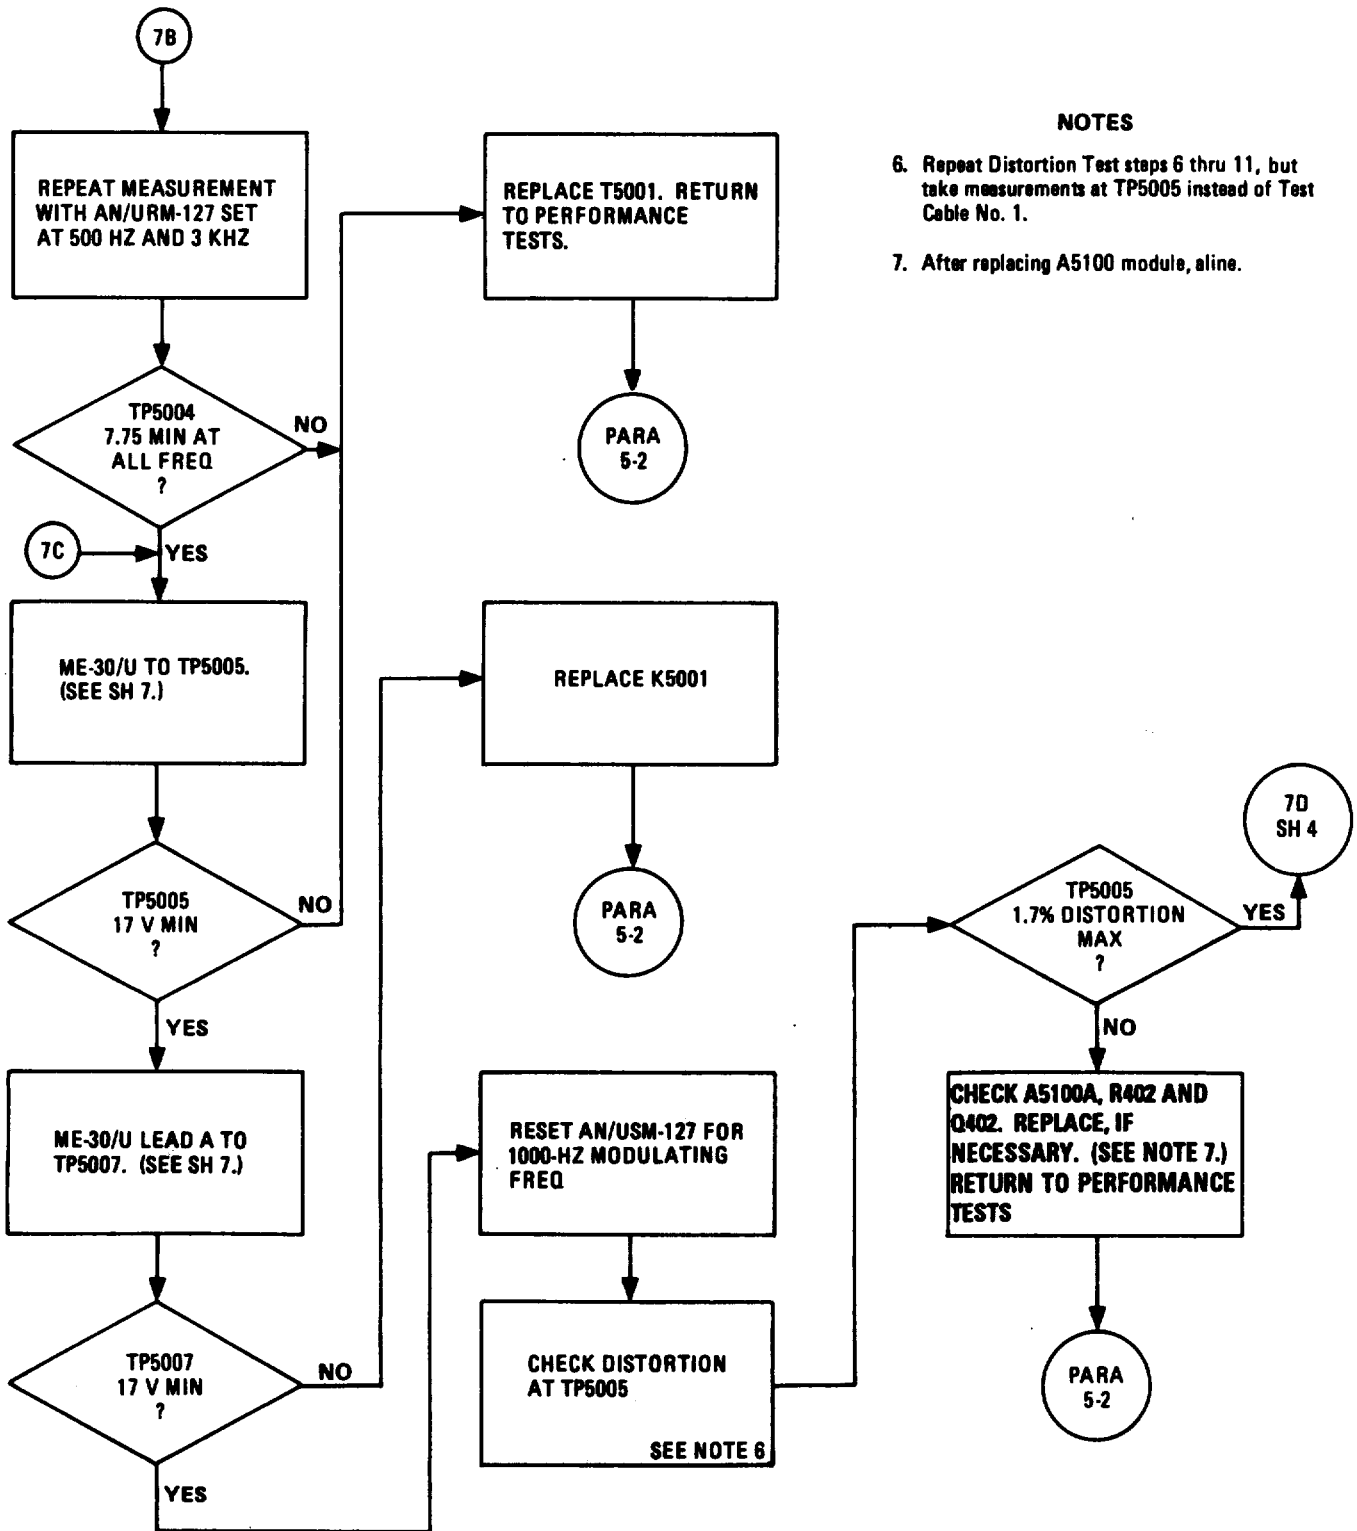 7B
REPEAT MEASUREMENT
WITH AN/URM-127 SET
AT 500 HZ AND 3 KHZ
TP5004
7.75 MIN AT
ALL FREQ
?
NO
YES
7C
ME-30/U TO TP5005.
(SEE SH 7.)
TP5005
17 V MIN
?
NO
YES
ME-30/U LEAD A TO
TP5007. (SEE SH 7.)
TP5007
17 V MIN
?
NO
YES
REPLACE T5001. RETURN
TO PERFORMANCE
TESTS.
PARA
5-2
REPLACE K5001
PARA
5-2
RESET AN/USM-127 FOR
1000-HZ MODULATING
FREQ
CHECK DISTORTION
AT TP5005
SEE NOTE 6
NOTES
6. Repeat Distortion Test steps 6 thru 11, but
take measurements at TP5005 instead of Test
Cable No. 1.
7. After replacing A5100 module, aline.
TP5005
1.7% DISTORTION
MAX
?
YES
7D
SH 4
NO
CHECK A5100A, R402 AND
Q402. REPLACE, IF
NECESSARY. (SEE NOTE 7.)
RETURN TO PERFORMANCE
TESTS
PARA
5-2